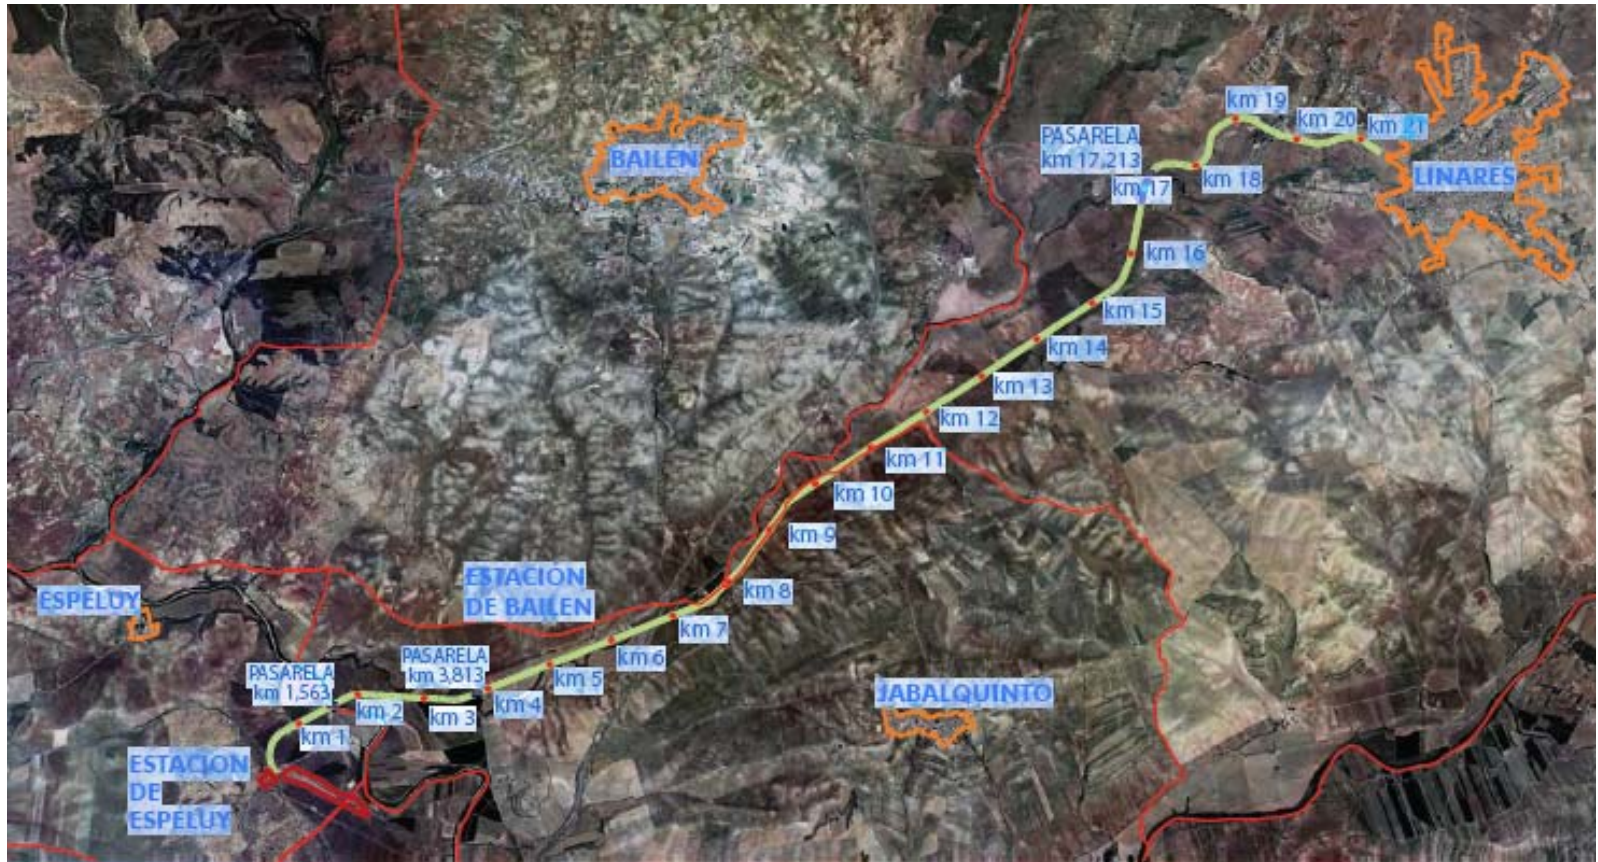 km 19
km 20
km 21
PASARELA
km 17,213
BAILEN
km 17
km 18
LINARES
km 16
km 15
km 14
km 13
km 12
km 11
km 10
km 9
ESTACIÓN
DE BAILEN
km 8
ESPELUY
km 7
km 6
PASARELA
km 3,813
PASARELA
km 1,563
km 5
km 4
km 3
km 2
km 1
JABALQUINTO
ESTACION
DE
ESPELUY